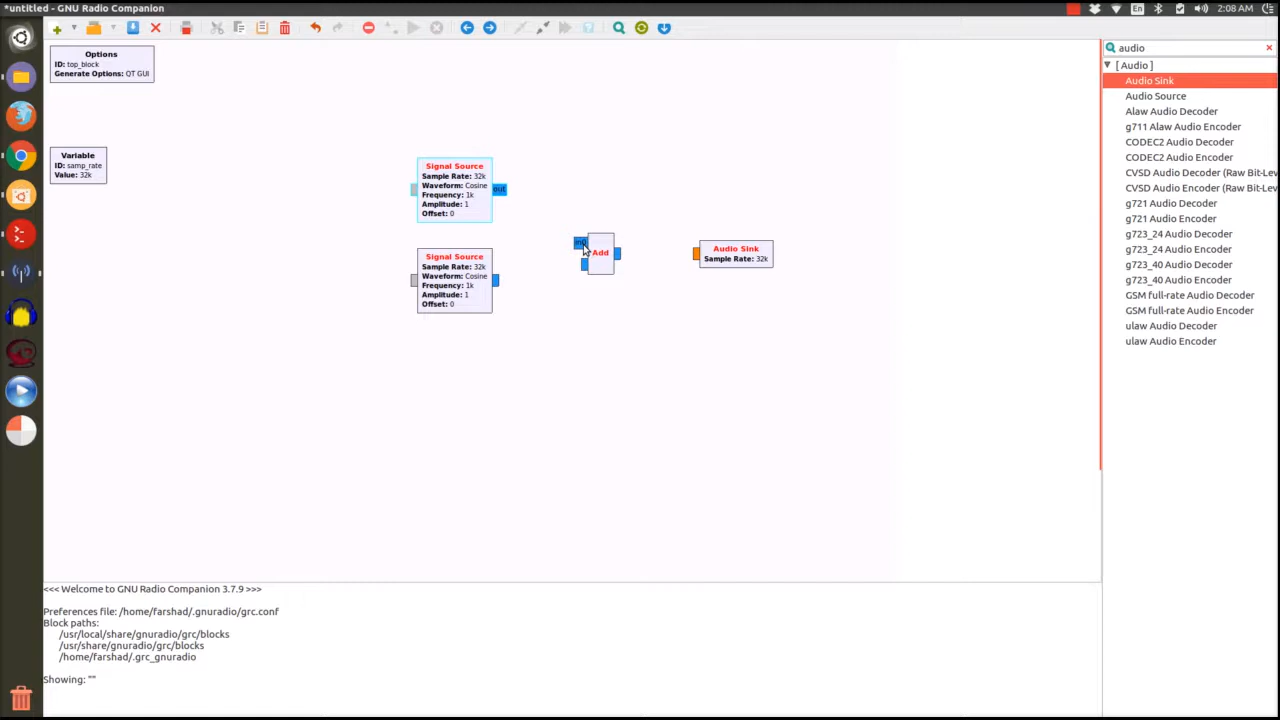 *untitled - GNU Radio Companion
En
2:08 AM
Options
ID: top_block
Generate Options: QT GUI
Variable
ID: samp_rate
Value: 32k
Signal Source
Sample Rate: 32k
Waveform: Cosine
Frequency: 1k
Amplitude: 1
Offset: 0
out
Signal Source
Sample Rate: 32k
Waveform: Cosine
Frequency: 1k
Amplitude: 1
Offset: 0
in0
Add
Audio Sink
Sample Rate: 32k
audio
[ Audio ]
Audio Sink
Audio Source
Alaw Audio Decoder
g711 Alaw Audio Encoder
CODEC2 Audio Decoder
CODEC2 Audio Encoder
CVSD Audio Decoder (Raw Bit-Lev
CVSD Audio Encoder (Raw Bit-Lev
g721 Audio Decoder
g721 Audio Encoder
g723_24 Audio Decoder
g723_24 Audio Encoder
g723_40 Audio Decoder
g723_40 Audio Encoder
GSM full-rate Audio Decoder
GSM full-rate Audio Encoder
ulaw Audio Decoder
ulaw Audio Encoder
<<< Welcome to GNU Radio Companion 3.7.9 >>>
Preferences file: /home/farshad/.gnuradio/grc.conf
Block paths:
/usr/local/share/gnuradio/grc/blocks
/usr/share/gnuradio/grc/blocks
/home/farshad/.grc_gnuradio
Showing: ""